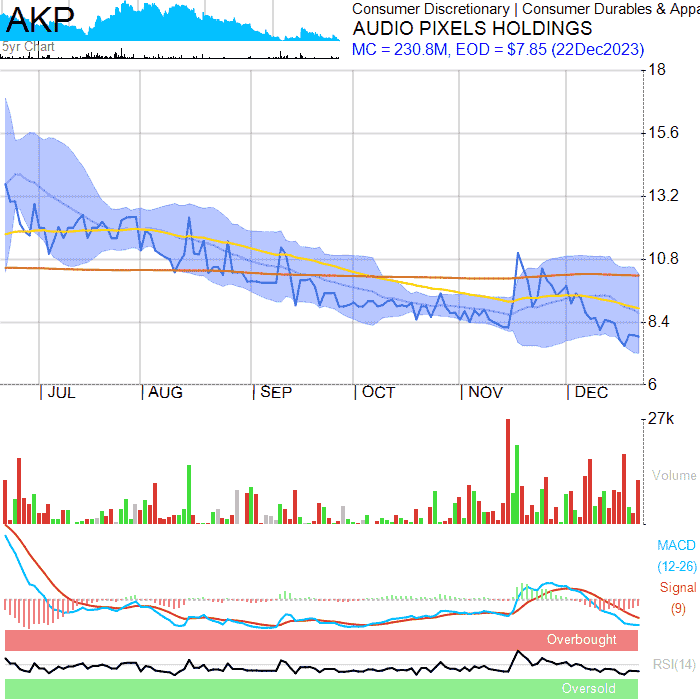 AKP
5yr Chart
Consumer Discretionary | Consumer Durables & Appa
AUDIO PIXELS HOLDINGS
MC = 230.8M, EOD = $7.85 (22Dec2023)
18
15.6
13.2
10.8
8.4
6
| JUL | AUG | SEP | OCT | NOV | DEC
27k
Volume
MACD
(12-26)
Signal
(9)
Overbought
RSI(14)
Oversold